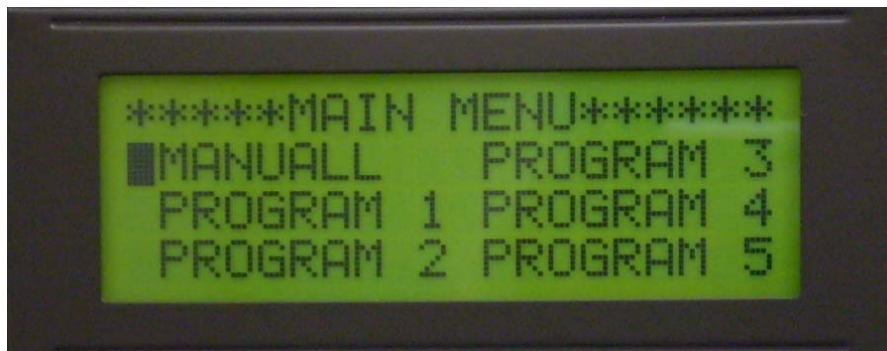 *****MAIN MENU******
MANUALL   PROGRAM 3
PROGRAM 1 PROGRAM 4
PROGRAM 2 PROGRAM 5